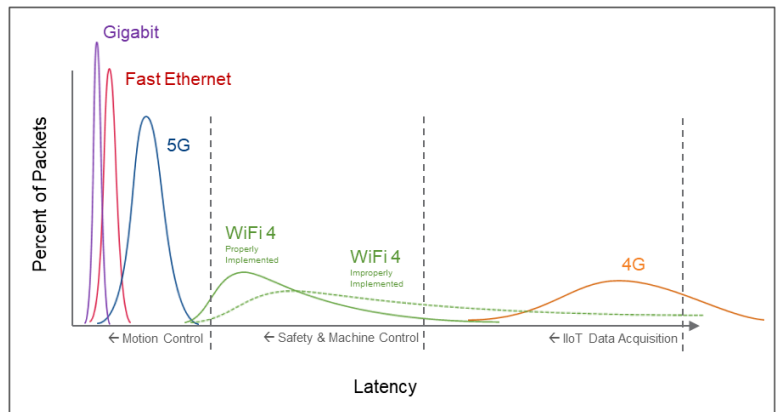 Gigabit
Fast Ethernet
5G
WiFi 4
Properly
Implemented
WiFi 4
Improperly
Implemented
4G
Percent of Packets
← Motion Control
← Safety & Machine Control
← IIoT Data Acquisition
Latency